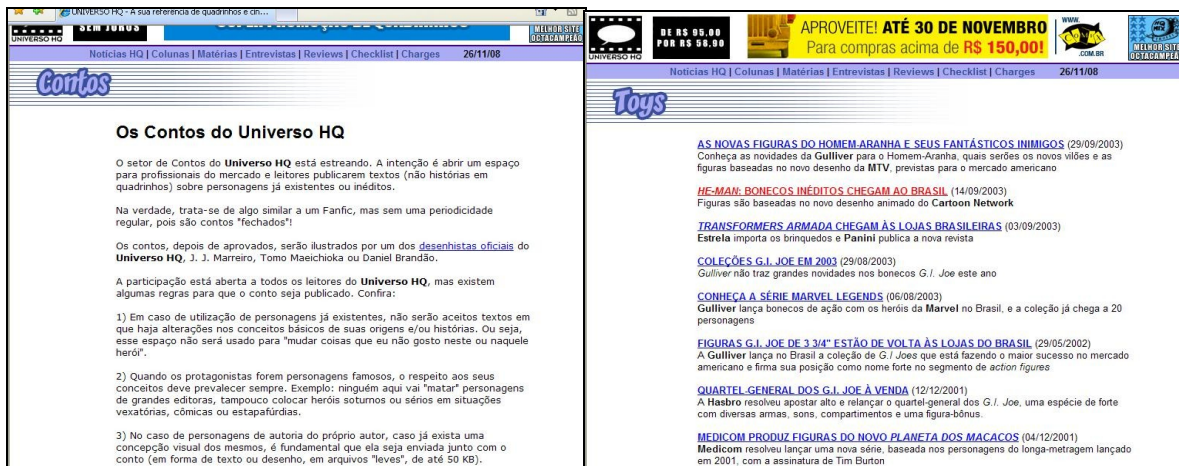 UNIVERSO HQ - A sua referência de quadrinhos e cin...
UNIVERSO HQ
SEM JUROS
MELHOR SITE
OCTACAMPEÃO
Notícias HQ | Colunas | Matérias | Entrevistas | Reviews | Checklist | Charges 26/11/08
Contos
Os Contos do Universo HQ
O setor de Contos do Universo HQ está estreando. A intenção é abrir um espaço
para profissionais do mercado e leitores publicarem textos (não histórias em
quadrinhos) sobre personagens já existentes ou inéditos.
Na verdade, trata-se de algo similar a um Fanfic, mas sem uma periodicidade
regular, pois são contos "fechados"!
Os contos, depois de aprovados, serão ilustrados por um dos desenhistas oficiais do
Universo HQ, J. J. Marreiro, Tomo Maeichioka ou Daniel Brandão.
A participação está aberta a todos os leitores do Universo HQ, mas existem
algumas regras para que o conto seja publicado. Confira:
1) Em caso de utilização de personagens já existentes, não serão aceitos textos em
que haja alterações nos conceitos básicos de suas origens e/ou histórias. Ou seja,
esse espaço não será usado para "mudar coisas que eu não gosto neste ou naquele
herói".
2) Quando os protagonistas forem personagens famosos, o respeito aos seus
conceitos deve prevalecer sempre. Exemplo: ninguém aqui vai "matar" personagens
de grandes editoras, tampouco colocar heróis soturnos ou sérios em situações
vexatórias, cômicas ou estapafúrdias.
3) No caso de personagens de autoria do próprio autor, caso já exista uma
concepção visual dos mesmos, é fundamental que ela seja enviada junto com o
conto (em forma de texto ou desenho, em arquivos "leves", de até 50 KB).
UNIVERSO HQ
DE R$ 95,00
POR R$ 58,90
APROVEITE! ATÉ 30 DE NOVEMBRO
Para compras acima de R$ 150,00!
WWW.
COMIX
.COM.BR
MELHOR SITE
OCTACAMPEÃO
Notícias HQ | Colunas | Matérias | Entrevistas | Reviews | Checklist | Charges 26/11/08
Toys
AS NOVAS FIGURAS DO HOMEM-ARANHA E SEUS FANTÁSTICOS INIMIGOS (29/09/2003)
Conheça as novidades da Gulliver para o Homem-Aranha, quais serões os novos vilões e as
figuras baseadas no novo desenho da MTV, previstas para o mercado americano
HE-MAN: BONECOS INÉDITOS CHEGAM AO BRASIL (14/09/2003)
Figuras são baseadas no novo desenho animado do Cartoon Network
TRANSFORMERS ARMADA CHEGAM ÀS LOJAS BRASILEIRAS (03/09/2003)
Estrela importa os brinquedos e Panini publica a nova revista
COLEÇÕES G.I. JOE EM 2003 (29/08/2003)
Gulliver não traz grandes novidades nos bonecos G.I. Joe este ano
CONHEÇA A SÉRIE MARVEL LEGENDS (06/08/2003)
Gulliver lança bonecos de ação com os heróis da Marvel no Brasil, e a coleção já chega a 20
personagens
FIGURAS G.I. JOE DE 3 3/4" ESTÃO DE VOLTA ÀS LOJAS DO BRASIL (29/05/2002)
A Gulliver lança no Brasil a coleção de G.I Joes que está fazendo o maior sucesso no mercado
americano e firma sua posição como nome forte no segmento de action figures
QUARTEL-GENERAL DOS G.I. JOE À VENDA (12/12/2001)
A Hasbro resolveu apostar alto e relançar o quartel-general dos G.I. Joe, uma espécie de forte
com diversas armas, sons, compartimentos e uma figura-bônus.
MEDICOM PRODUZ FIGURAS DO NOVO PLANETA DOS MACACOS (04/12/2001)
Medicom resolveu lançar uma nova série, baseada nos personagens do longa-metragem lançado
em 2001, com a assinatura de Tim Burton